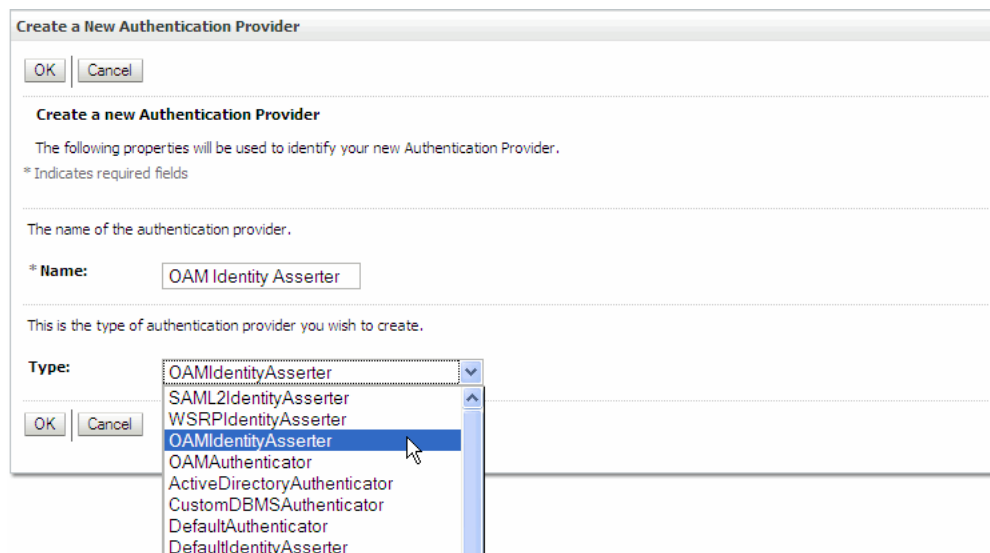 Create a New Authentication Provider
OK Cancel
Create a new Authentication Provider
The following properties will be used to identify your new Authentication Provider.
* Indicates required fields
The name of the authentication provider.
* Name: OAM Identity Asserter
This is the type of authentication provider you wish to create.
Type: OAMIdentityAsserter
SAML2IdentityAsserter
WSRPIdentityAsserter
OAMIdentityAsserter
OK Cancel
OAMAuthenticator
ActiveDirectoryAuthenticator
CustomDBMSAuthenticator
DefaultAuthenticator
DefaultIdentityAsserter